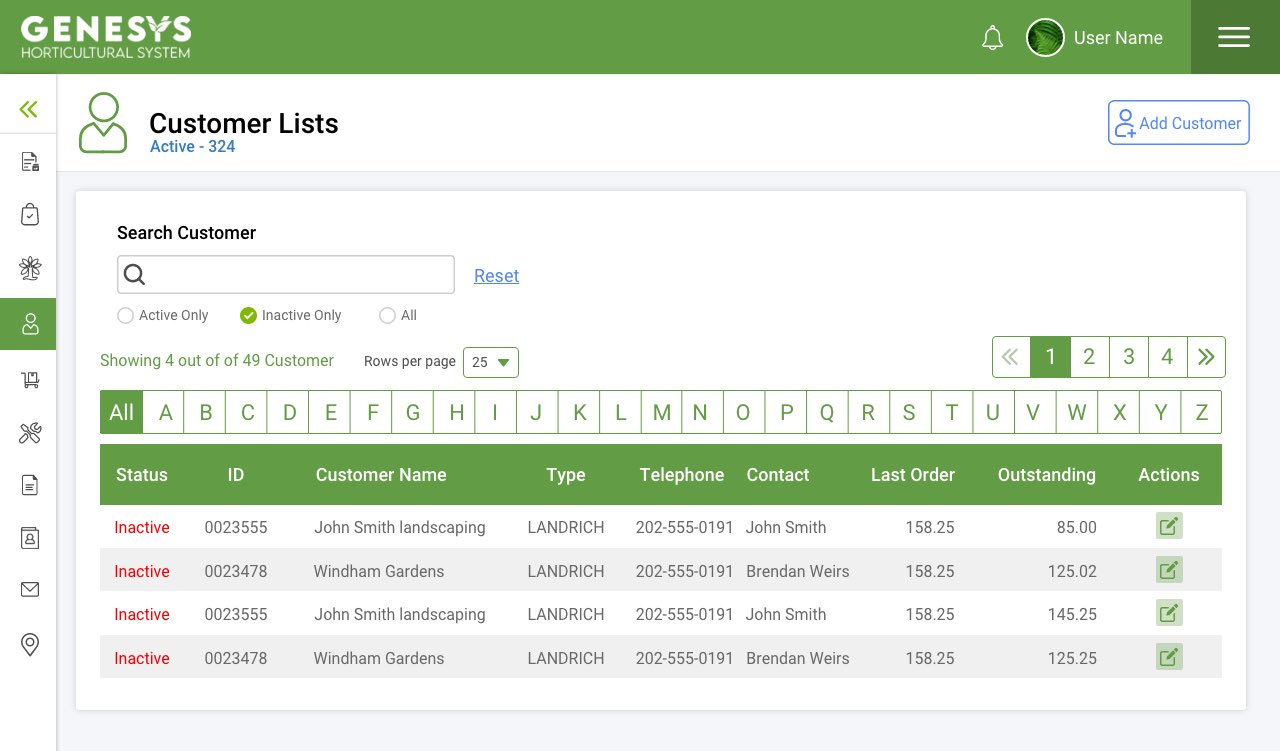 GENESYS
HORTICULTURAL SYSTEM
User Name
Customer Lists
Active - 324
Add Customer
Search Customer
Reset
Active Only Inactive Only All
Showing 4 out of of 49 Customer Rows per page 25 1 2 3 4
All A B C D E F G H I J K L M N O P Q R S T U V W X Y Z
Status ID Customer Name Type Telephone Contact Last Order Outstanding Actions
Inactive 0023555 John Smith landscaping LANDRICH 202-555-0191 John Smith 158.25 85.00
Inactive 0023478 Windham Gardens LANDRICH 202-555-0191 Brendan Weirs 158.25 125.02
Inactive 0023555 John Smith landscaping LANDRICH 202-555-0191 John Smith 158.25 145.25
Inactive 0023478 Windham Gardens LANDRICH 202-555-0191 Brendan Weirs 158.25 125.25